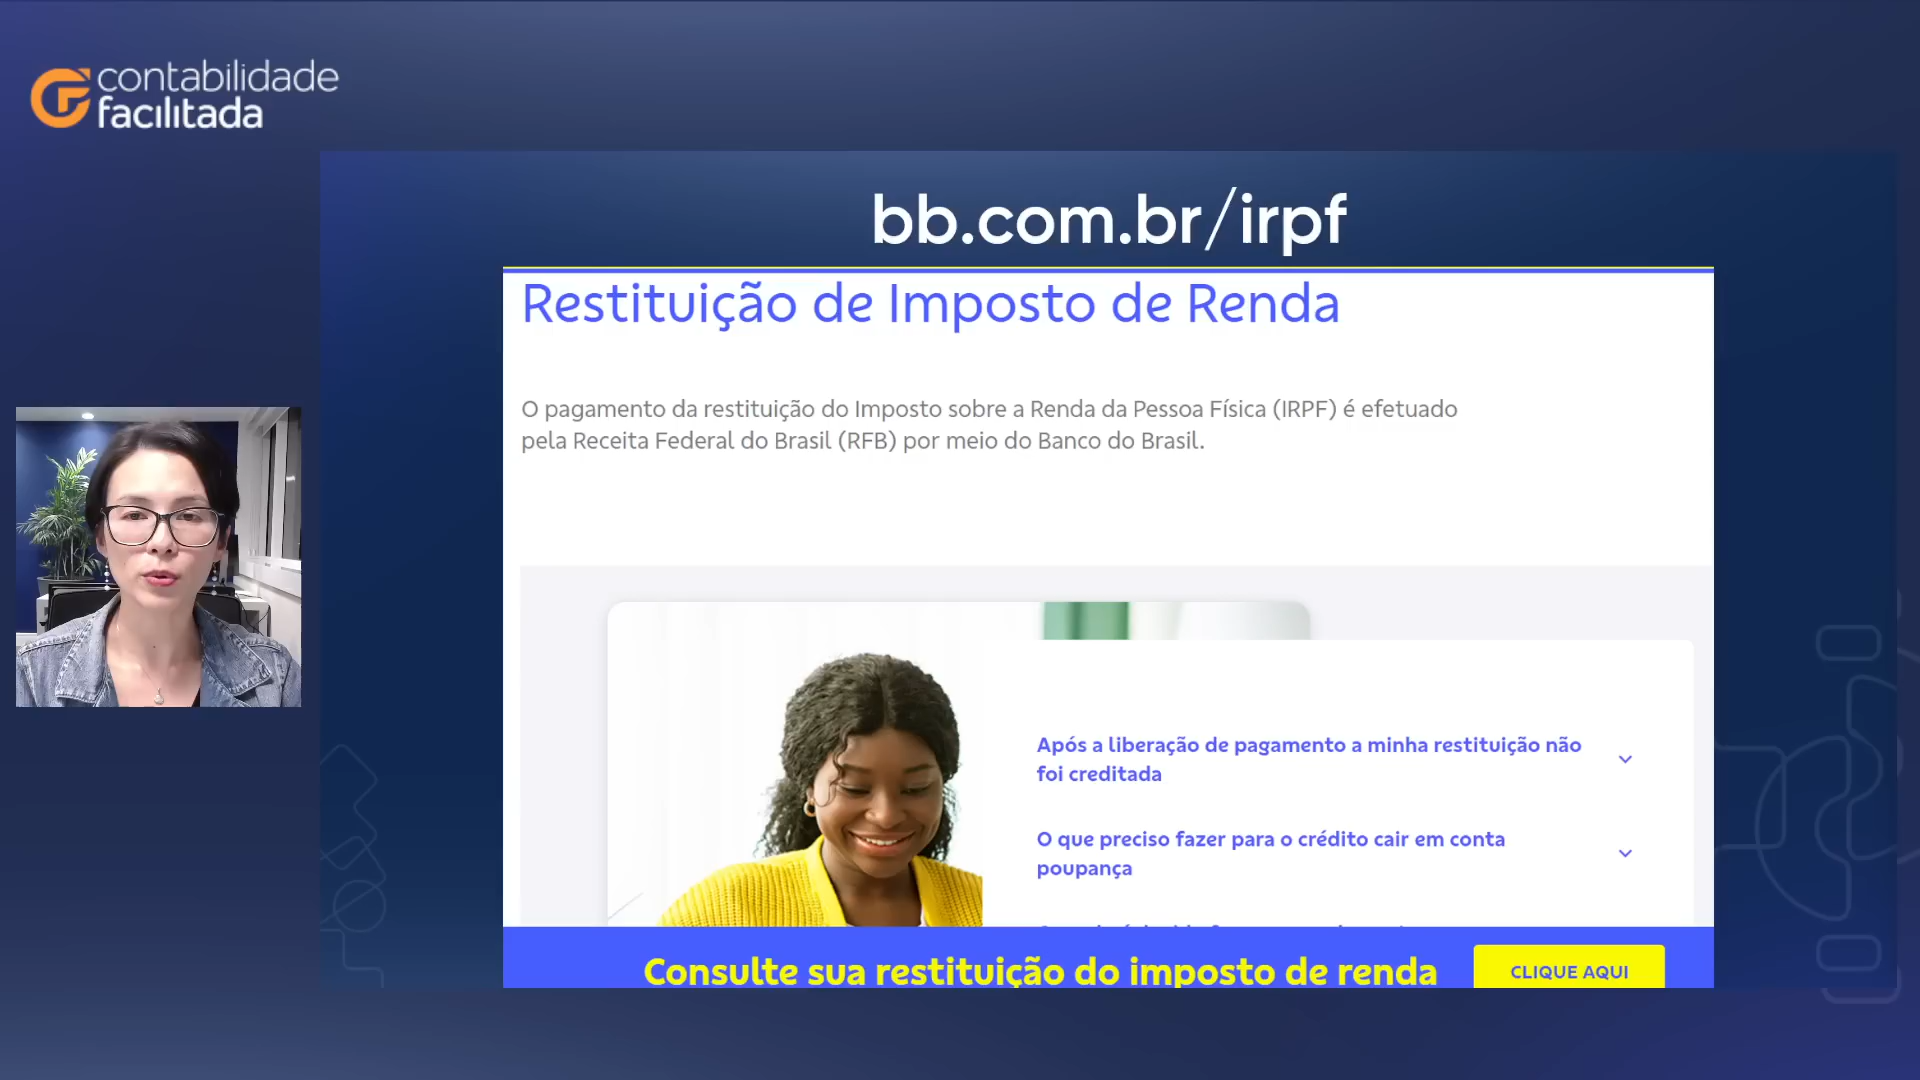 contabilidade
facilitada
bb.com.br/irpf
Restituição de Imposto de Renda
O pagamento da restituição do Imposto sobre a Renda da Pessoa Física (IRPF) é efetuado
pela Receita Federal do Brasil (RFB) por meio do Banco do Brasil.
Após a liberação de pagamento a minha restituição não
foi creditada
O que preciso fazer para o crédito cair em conta
poupança
Consulte sua restituição do imposto de renda
CLIQUE AQUI